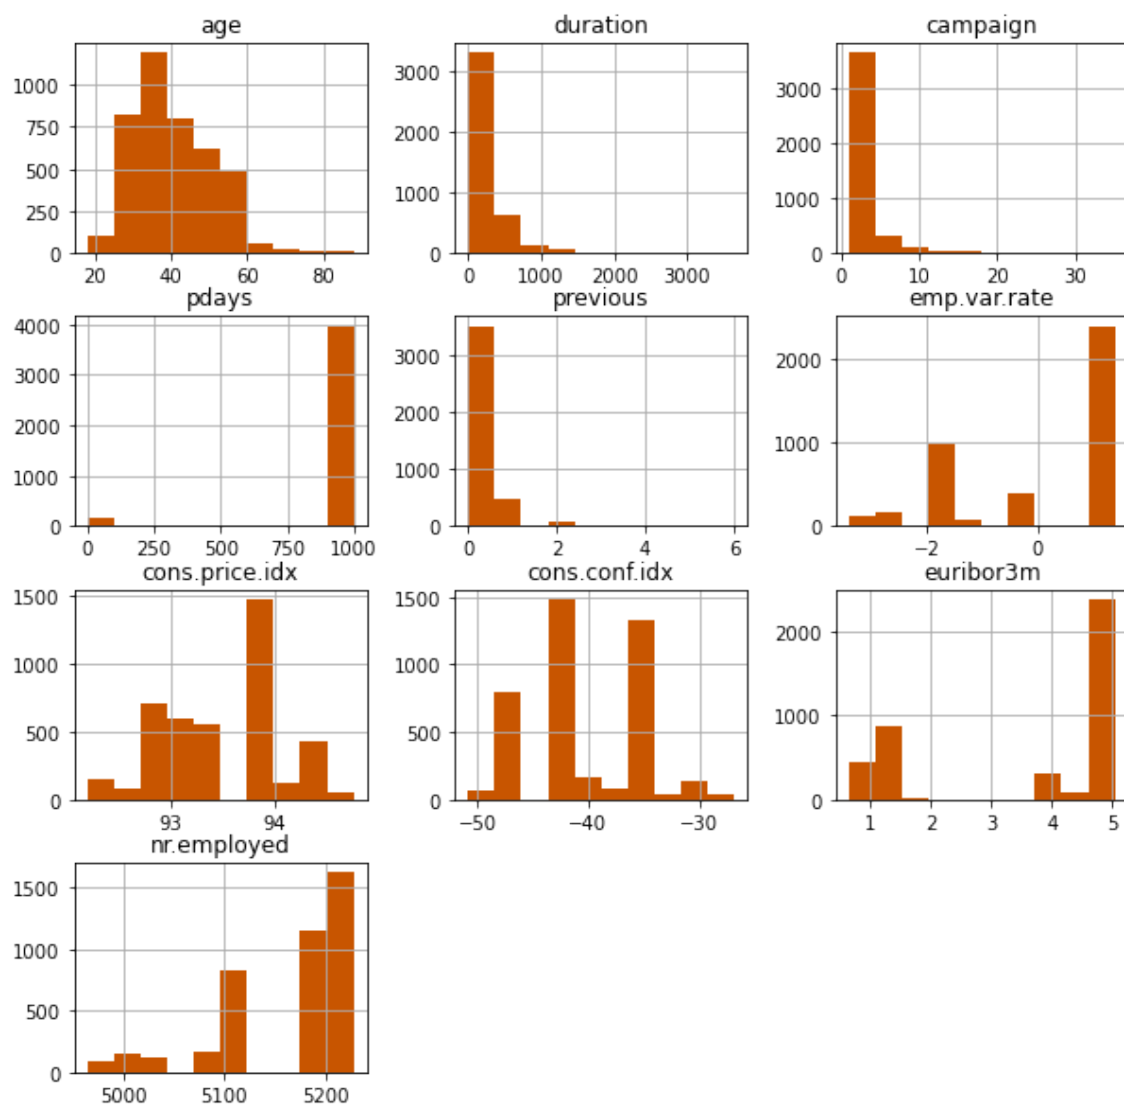 age
1000
750
500
250
0
20 40 60 80
duration
3000
2000
1000
0
0 1000 2000 3000
campaign
3000
2000
1000
0
0 10 20 30
pdays
4000
3000
2000
1000
0
0 250 500 750 1000
previous
3000
2000
1000
0
0 2 4 6
emp.var.rate
2000
1000
0
−2 0
cons.price.idx
1500
1000
500
0
93 94
cons.conf.idx
1500
1000
500
0
−50 −40 −30
euribor3m
2000
1000
0
1 2 3 4 5
nr.employed
1500
1000
500
0
5000 5100 5200